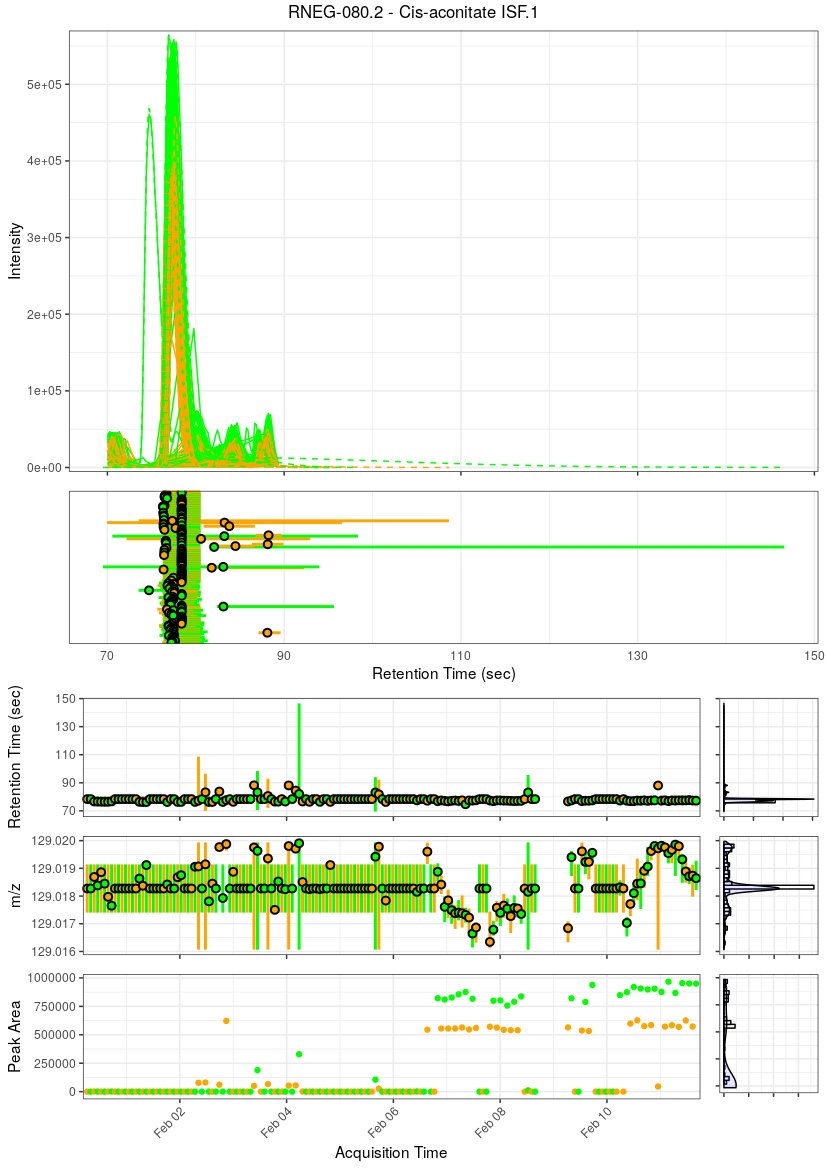 RNEG-080.2 - Cis-aconitate ISF.1
Intensity
5e+05
4e+05
3e+05
2e+05
1e+05
0e+00
70
90
110
130
150
Retention Time (sec)
Retention Time (sec)
150
130
110
90
70
m/z
129.020
129.019
129.018
129.017
129.016
Peak Area
1000000
750000
500000
250000
0
Feb 02
Feb 04
Feb 06
Feb 08
Feb 10
Acquisition Time